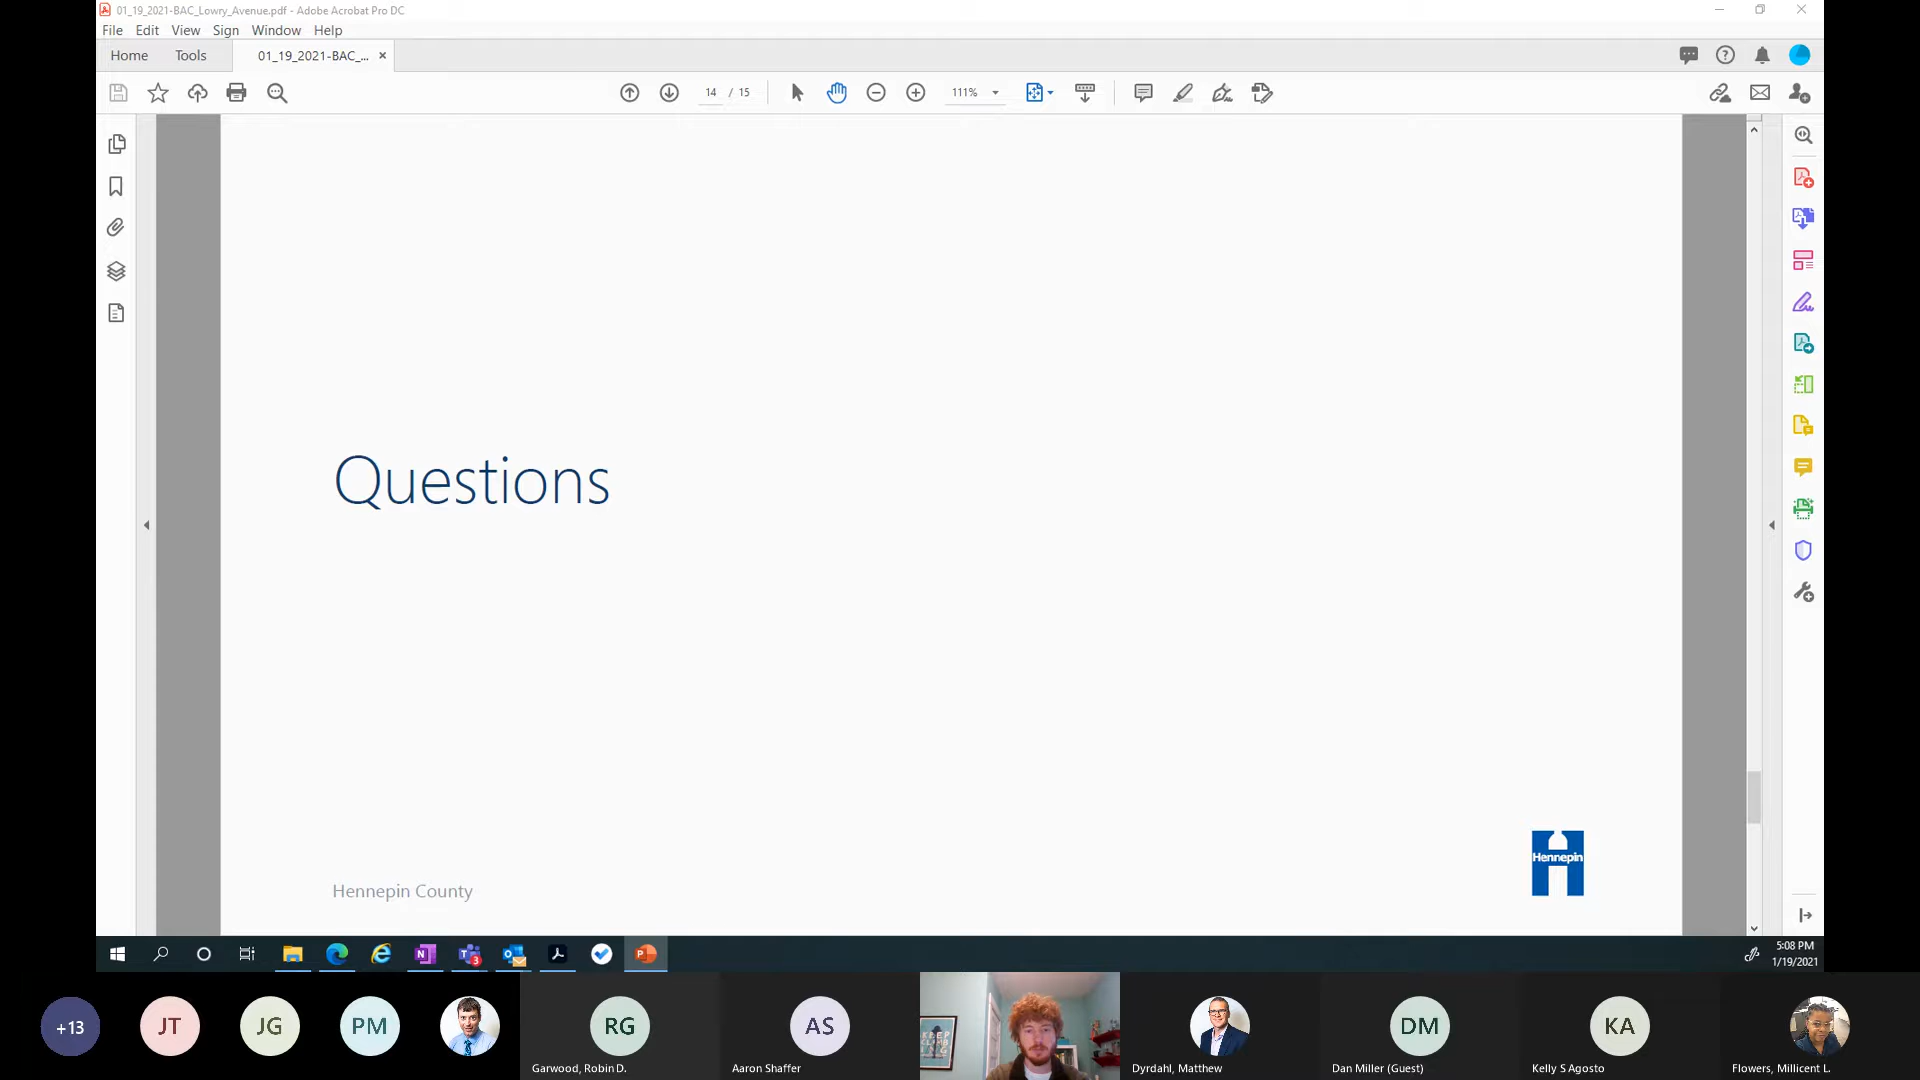 01_19_2021-BAC_Lowry_Avenue.pdf - Adobe Acrobat Pro DC
File Edit View Sign Window Help
Home Tools 01_19_2021-BAC_... ×
14 / 15 111%
Questions
Hennepin
Hennepin County
5:08 PM
1/19/2021
+13 JT JG PM RG AS DM KA
Garwood, Robin D. Aaron Shaffer Dyrdahl, Matthew Dan Miller (Guest) Kelly S Agosto Flowers, Millicent L.